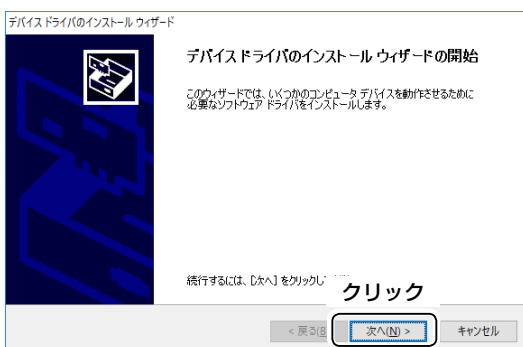 デバイス ドライバのインストール ウィザード
デバイス ドライバのインストール ウィザードの開始
このウィザードでは、いくつかのコンピュータ デバイスを動作させるために
必要なソフトウェア ドライバをインストールします。
続行するには、[次へ] をクリックし
クリック
< 戻る(B
次へ(N) >
キャンセル